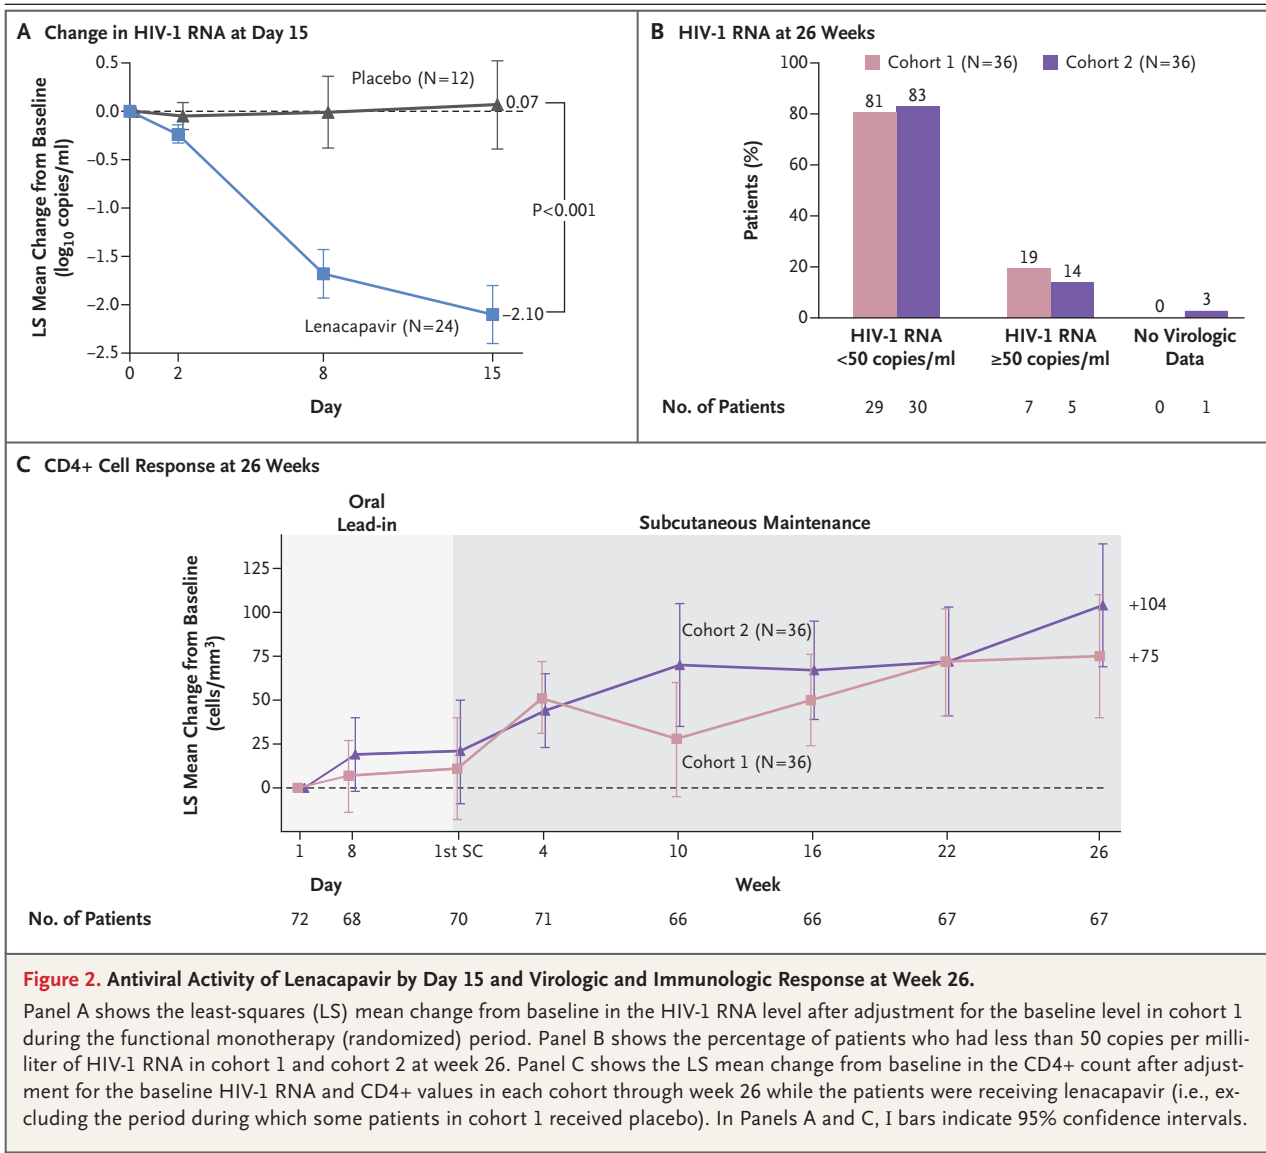 A Change in HIV-1 RNA at Day 15
LS Mean Change from Baseline
(log10 copies/ml)
0.5
0.0
−0.5
−1.0
−1.5
−2.0
−2.5
Placebo (N=12)
0.07
P<0.001
−2.10
Lenacapavir (N=24)
0 2 8 15
Day
B HIV-1 RNA at 26 Weeks
Cohort 1 (N=36) Cohort 2 (N=36)
Patients (%)
100
80
60
40
20
0
81 83
19 14
0 3
HIV-1 RNA
<50 copies/ml
HIV-1 RNA
≥50 copies/ml
No Virologic
Data
No. of Patients 29 30 7 5 0 1
C CD4+ Cell Response at 26 Weeks
Oral
Lead-in
Subcutaneous Maintenance
LS Mean Change from Baseline
(cells/mm3)
125
100
75
50
25
0
Cohort 2 (N=36)
Cohort 1 (N=36)
+104
+75
1 8 1st SC 4 10 16 22 26
Day Week
No. of Patients 72 68 70 71 66 66 67 67
Figure 2. Antiviral Activity of Lenacapavir by Day 15 and Virologic and Immunologic Response at Week 26.
Panel A shows the least-squares (LS) mean change from baseline in the HIV-1 RNA level after adjustment for the baseline level in cohort 1
during the functional monotherapy (randomized) period. Panel B shows the percentage of patients who had less than 50 copies per milli-
liter of HIV-1 RNA in cohort 1 and cohort 2 at week 26. Panel C shows the LS mean change from baseline in the CD4+ count after adjust-
ment for the baseline HIV-1 RNA and CD4+ values in each cohort through week 26 while the patients were receiving lenacapavir (i.e., ex-
cluding the period during which some patients in cohort 1 received placebo). In Panels A and C, I bars indicate 95% confidence intervals.